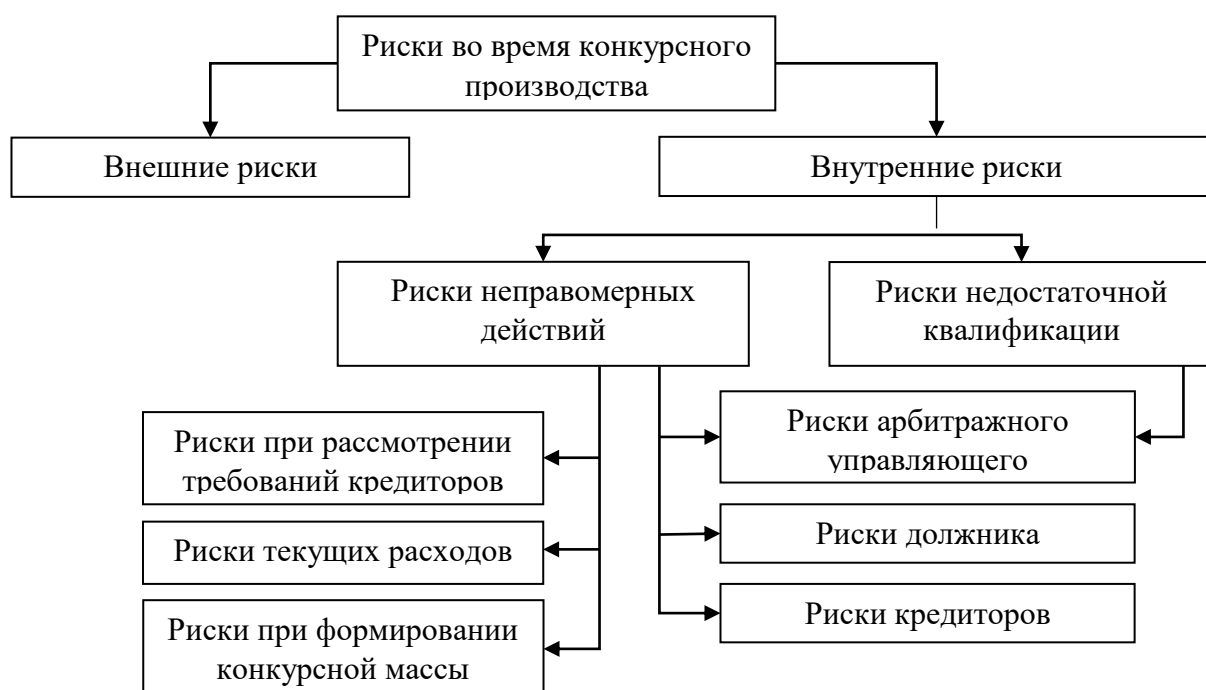 Риски во время конкурсного
производства
Внешние риски
Внутренние риски
Риски неправомерных
действий
Риски недостаточной
квалификации
Риски при рассмотрении
требований кредиторов
Риски арбитражного
управляющего
Риски текущих расходов
Риски должника
Риски при формировании
конкурсной массы
Риски кредиторов